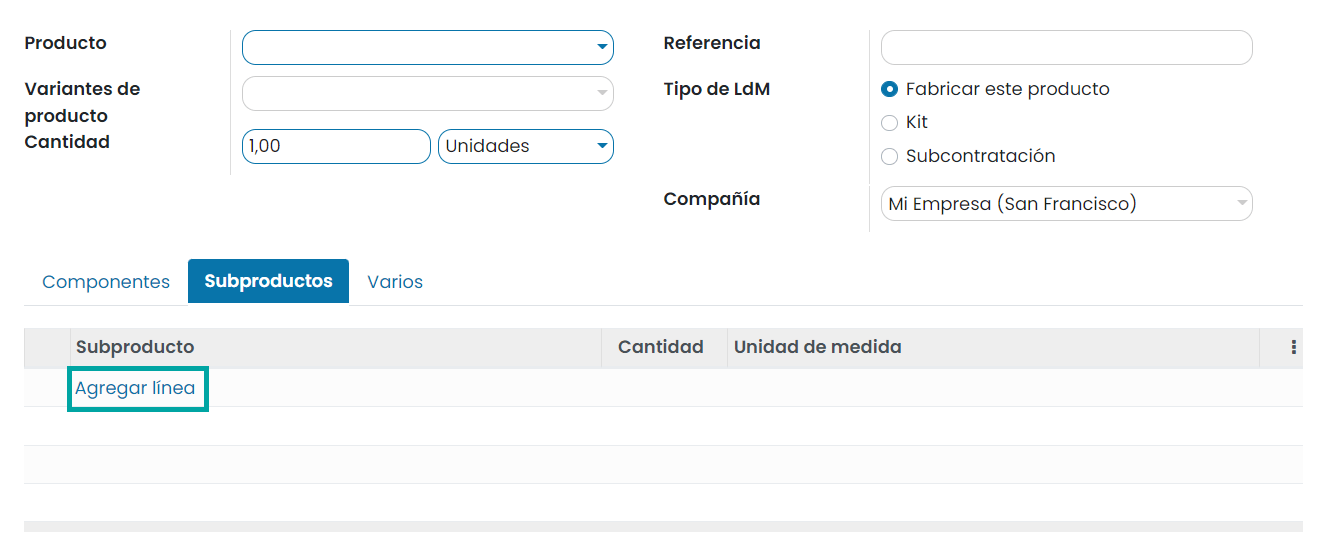 Producto
Variantes de
producto
Cantidad
1,00
Unidades
Referencia
Tipo de LdM
Fabricar este producto
Kit
Subcontratación
Compañía
Mi Empresa (San Francisco)
Componentes
Subproductos
Varios
Subproducto
Cantidad
Unidad de medida
Agregar línea